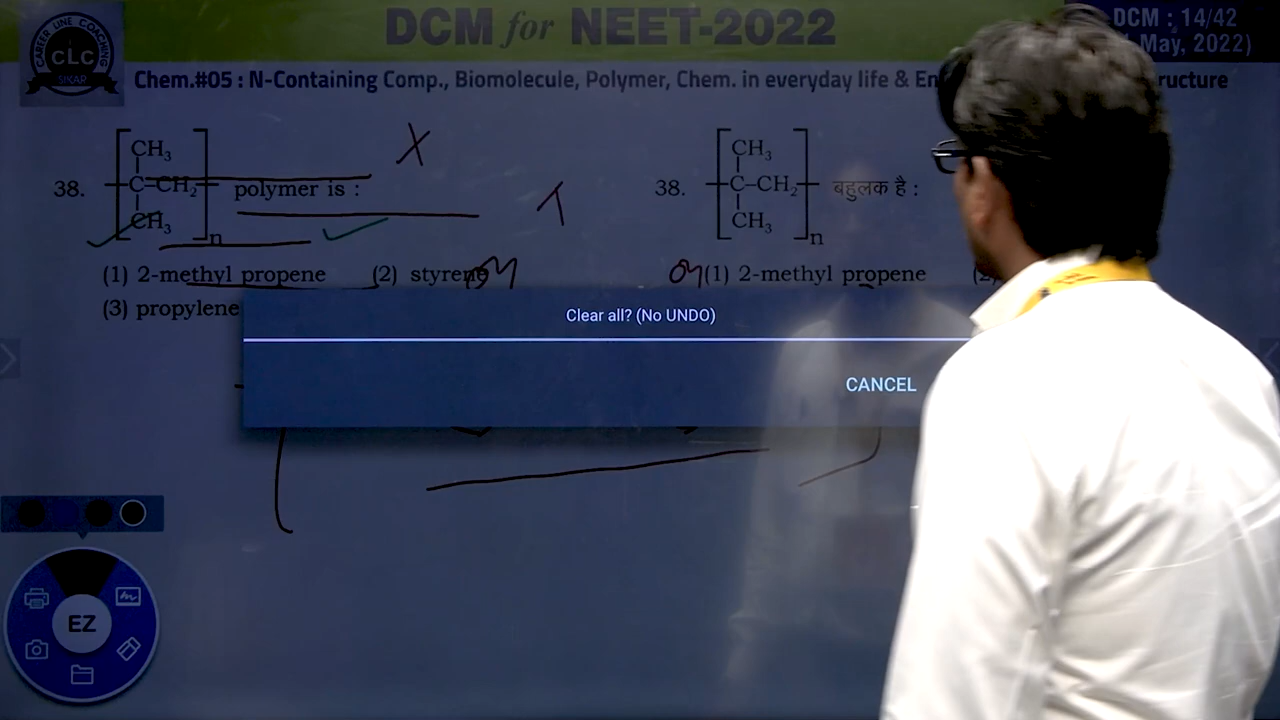 DCM for NEET-2022
DCM : 14/42
May, 2022)
CAREER LINE COACHING
CLC
SIKAR
Chem.#05 : N-Containing Comp., Biomolecule, Polymer, Chem. in everyday life & En
ructure
38.
CH3
C–CH2
CH3
n
polymer is :
(1) 2-methyl propene
(2) styrene
(3) propylene
38.
CH3
C–CH2
CH3
n
बहुलक है :
(1) 2-methyl propene
(2)
Clear all? (No UNDO)
CANCEL
EZ